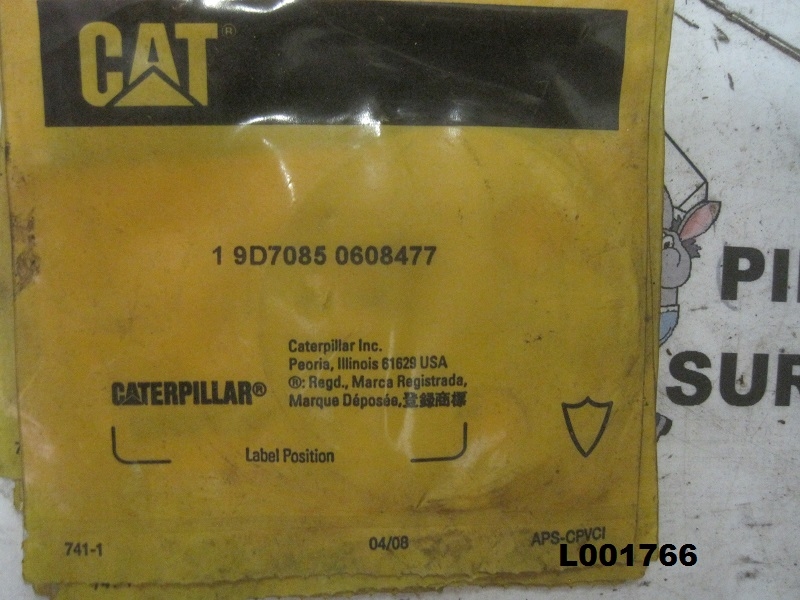 CAT®
1 9D7085 0608477
Caterpillar Inc.
Peoria, Illinois 61629 USA
®: Regd., Marca Registrada,
Marque Déposée,登録商標
CATERPILLAR®
Label Position
741-1
04/08
APS-CPVCI
L001766
PI
SUR